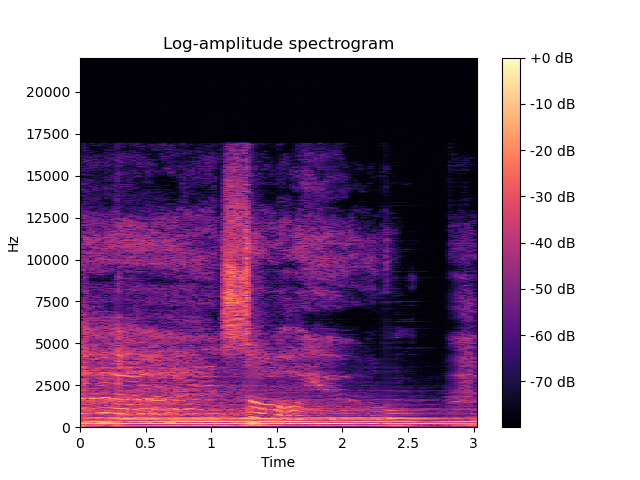 Log-amplitude spectrogram
20000
17500
15000
12500
10000
7500
5000
2500
0
Hz
0 0.5 1 1.5 2 2.5 3
Time
+0 dB
-10 dB
-20 dB
-30 dB
-40 dB
-50 dB
-60 dB
-70 dB